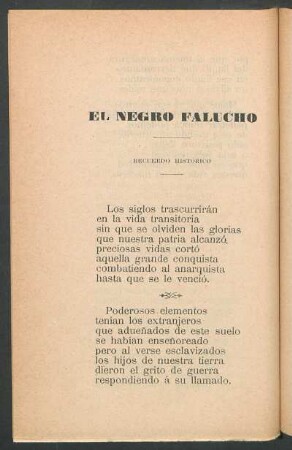 EL NEGRO FALUCHO
RECUERDO HISTÓRICO
Los siglos trascurrirán
en la vida transitoria
sin que se olviden las glorias
que nuestra patria alcanzó,
preciosas vidas cortó
aquella grande conquista
combatiendo al anarquista
hasta que se le venció.
Poderosos elementos
tenian los extranjeros
que adueñados de este suelo
se habían enseñoreado
pero al verse esclavizados
los hijos de nuestra tierra
dieron el grito de guerra
respondiendo á su llamado.